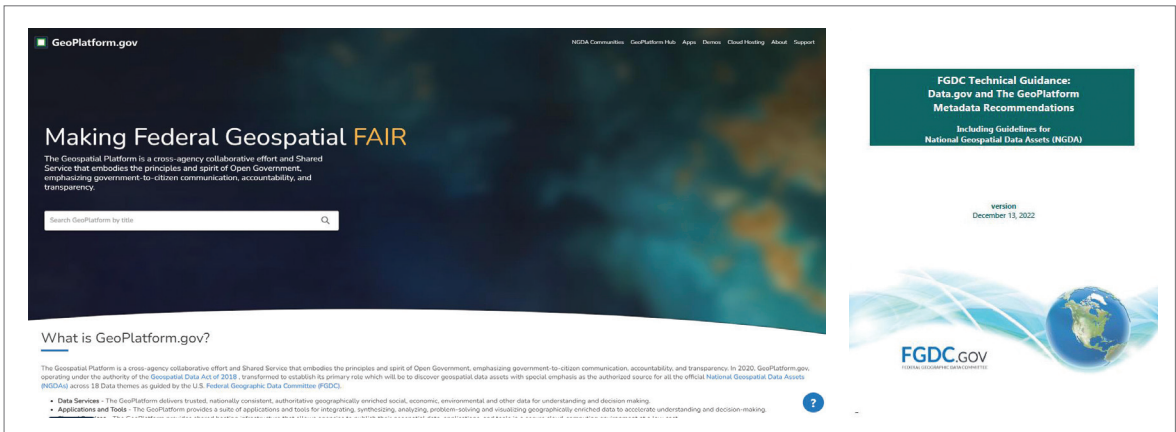 GeoPlatform.gov
NGDA Communities GeoPlatform Hub Apps Demos Cloud Hosting About Support
Making Federal Geospatial FAIR
The Geospatial Platform is a cross-agency collaborative effort and Shared
Service that embodies the principles and spirit of Open Government,
emphasizing government-to-citizen communication, accountability, and
transparency.
Search GeoPlatform by title
What is GeoPlatform.gov?
The Geospatial Platform is a cross-agency collaborative effort and Shared Service that embodies the principles and spirit of Open Government, emphasizing government-to-citizen communication, accountability, and transparency. In 2020, GeoPlatform.gov,
operating under the authority of the Geospatial Data Act of 2018 , transformed to establish its primary role which will be to discover geospatial data assets with special emphasis as the authorized source for all the official National Geospatial Data Assets
(NGDAs) across 18 Data themes as guided by the U.S. Federal Geographic Data Committee (FGDC).
• Data Services – The GeoPlatform delivers trusted, nationally consistent, authoritative geographically enriched social, economic, environmental and other data for understanding and decision making.
• Applications and Tools – The GeoPlatform provides a suite of applications and tools for integrating, synthesizing, analyzing, problem-solving and visualizing geographically enriched data to accelerate understanding and decision-making.
?
FGDC Technical Guidance:
Data.gov and The GeoPlatform
Metadata Recommendations
Including Guidelines for
National Geospatial Data Assets (NGDA)
version
December 13, 2022
FGDC.GOV
FEDERAL GEOGRAPHIC DATA COMMITTEE